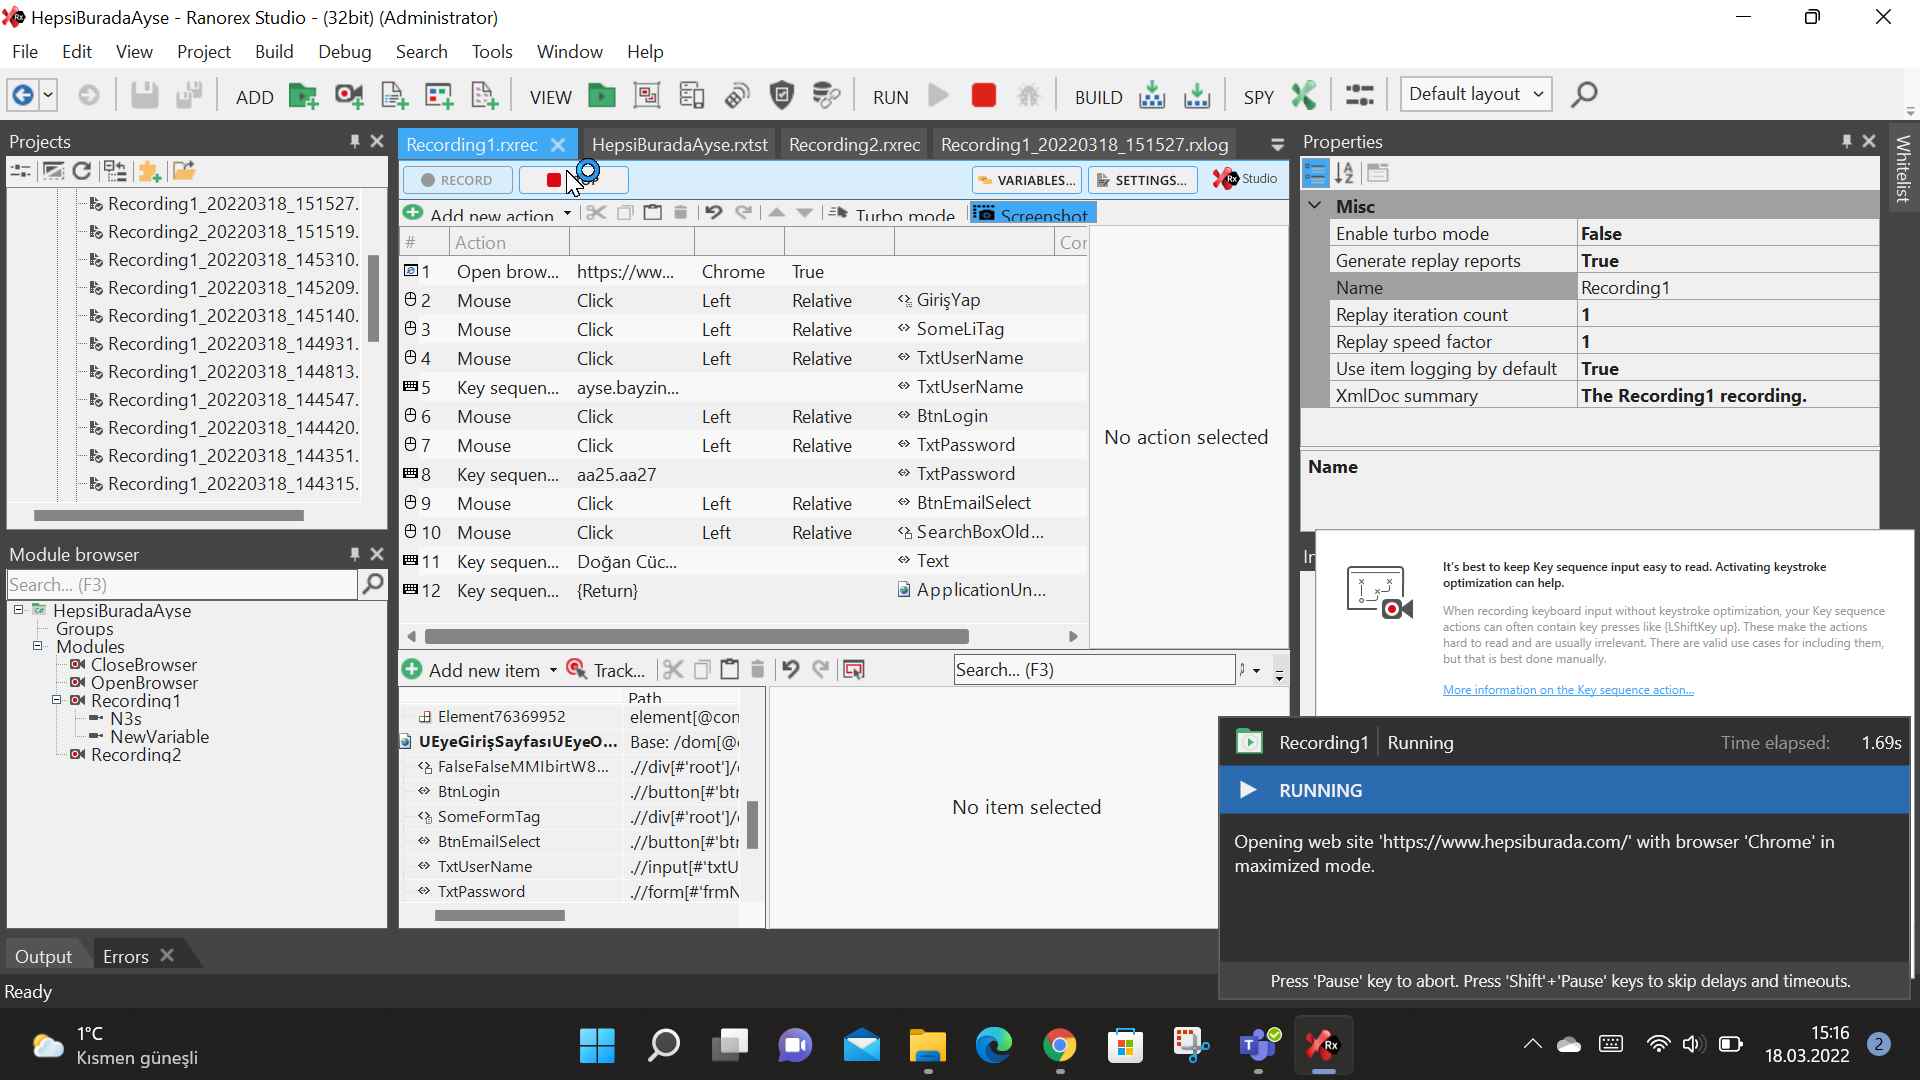 HepsiBuradaAyse - Ranorex Studio - (32bit) (Administrator)
File Edit View Project Build Debug Search Tools Window Help
ADD VIEW RUN BUILD SPY Default layout
Projects
Recording1_20220318_151527.
Recording2_20220318_151519.
Recording1_20220318_145310.
Recording1_20220318_145209.
Recording1_20220318_145140.
Recording1_20220318_144931.
Recording1_20220318_144813.
Recording1_20220318_144547.
Recording1_20220318_144420.
Recording1_20220318_144351.
Recording1_20220318_144315.
Module browser
Search... (F3)
HepsiBuradaAyse
Groups
Modules
CloseBrowser
OpenBrowser
Recording1
N3s
NewVariable
Recording2
Recording1.rxrec HepsiBuradaAyse.rxtst Recording2.rxrec Recording1_20220318_151527.rxlog
RECORD VARIABLES... SETTINGS... Rx Studio
Add new action Turbo mode Screenshot
# Action Cor
1 Open brow... https://ww... Chrome True
2 Mouse Click Left Relative GirişYap
3 Mouse Click Left Relative SomeLiTag
4 Mouse Click Left Relative TxtUserName
5 Key sequen... ayse.bayzin... TxtUserName
6 Mouse Click Left Relative BtnLogin
7 Mouse Click Left Relative TxtPassword
8 Key sequen... aa25.aa27 TxtPassword
9 Mouse Click Left Relative BtnEmailSelect
10 Mouse Click Left Relative SearchBoxOld...
11 Key sequen... Doğan Cüc... Text
12 Key sequen... {Return} ApplicationUn...
No action selected
Add new item Track... Search... (F3)
Path
Element76369952 element[@con
UEyeGirişSayfasıUEyeO... Base: /dom[@
FalseFalseMMIbirtW8... .//div[#'root']/
BtnLogin .//button[#'btr
SomeFormTag .//div[#'root']/
BtnEmailSelect .//button[#'btr
TxtUserName .//input[#'txtU
TxtPassword .//form[#'frmN
No item selected
Properties
Whitelist
Misc
Enable turbo mode False
Generate replay reports True
Name Recording1
Replay iteration count 1
Replay speed factor 1
Use item logging by default True
XmlDoc summary The Recording1 recording.
Name
It's best to keep Key sequence input easy to read. Activating keystroke
optimization can help.
When recording keyboard input without keystroke optimization, your Key sequence
actions can often contain key presses like {LShiftKey up}. These make the actions
hard to read and are usually irrelevant. There are valid use cases for including them,
but that is best done manually.
More information on the Key sequence action...
Recording1 Running Time elapsed: 1.69s
RUNNING
Opening web site 'https://www.hepsiburada.com/' with browser 'Chrome' in
maximized mode.
Press 'Pause' key to abort. Press 'Shift'+'Pause' keys to skip delays and timeouts.
Output Errors
Ready
1°C
Kısmen güneşli
15:16
18.03.2022
2